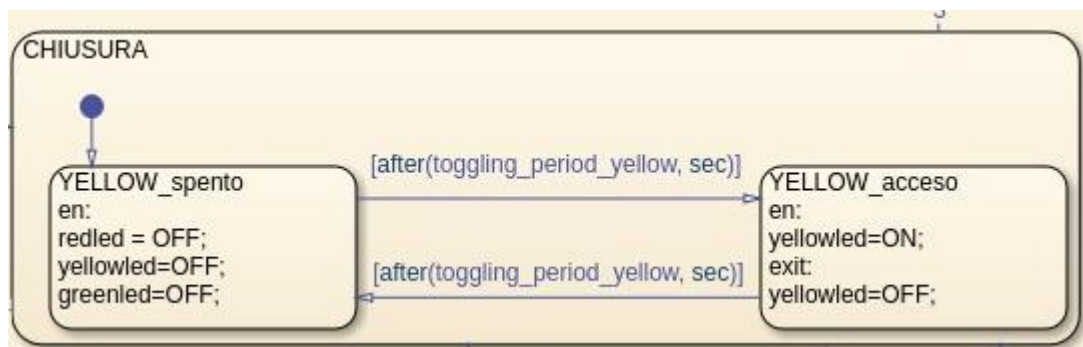 CHIUSURA
[after(toggling_period_yellow, sec)]
YELLOW_spento
en:
redled = OFF;
yellowled=OFF;
greenled=OFF;
YELLOW_acceso
en:
yellowled=ON;
exit:
yellowled=OFF;
[after(toggling_period_yellow, sec)]